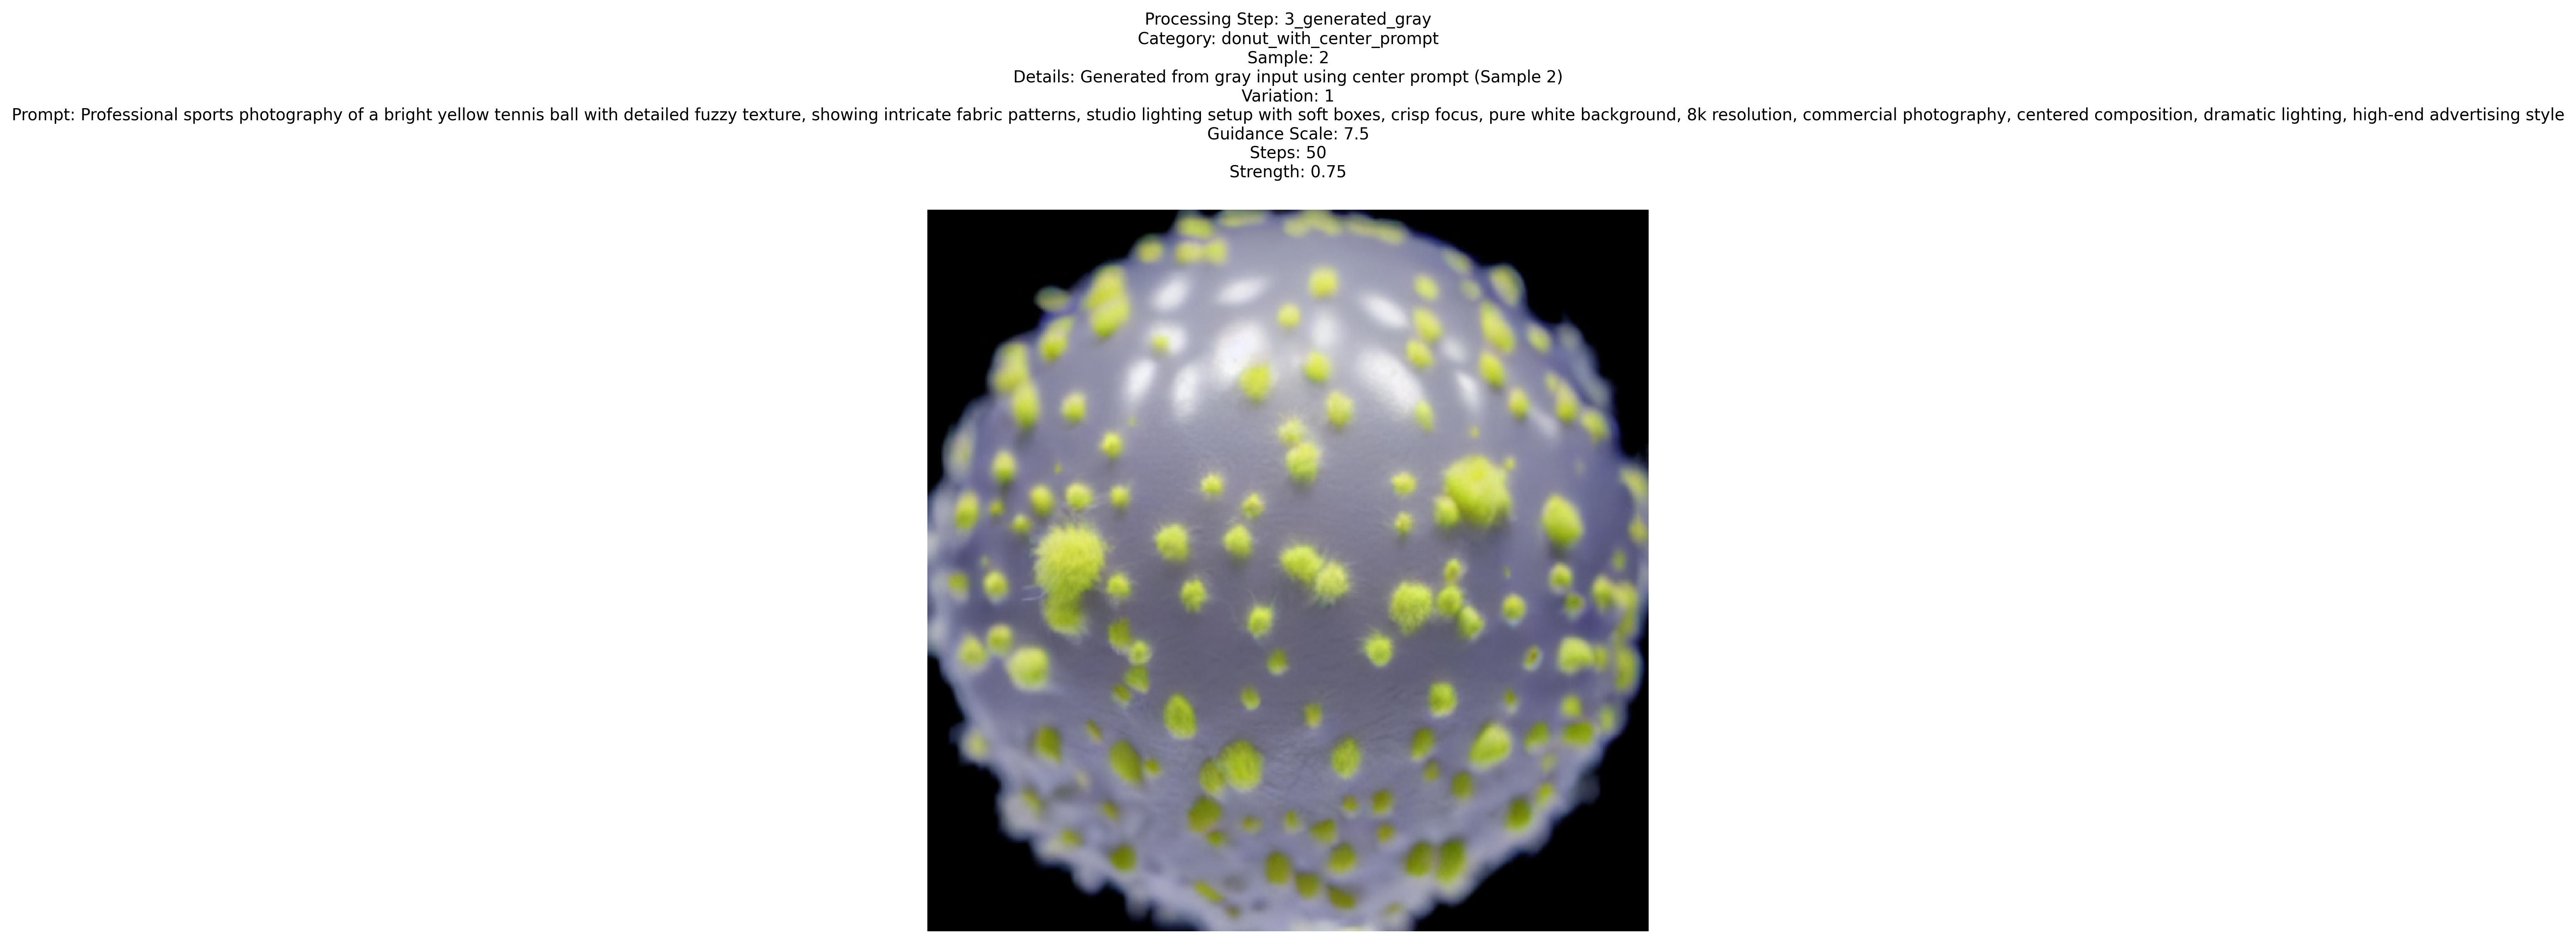 Processing Step: 3_generated_gray
Category: donut_with_center_prompt
Sample: 2
Details: Generated from gray input using center prompt (Sample 2)
Variation: 1
Prompt: Professional sports photography of a bright yellow tennis ball with detailed fuzzy texture, showing intricate fabric patterns, studio lighting setup with soft boxes, crisp focus, pure white background, 8k resolution, commercial photography, centered composition, dramatic lighting, high-end advertising style
Guidance Scale: 7.5
Steps: 50
Strength: 0.75